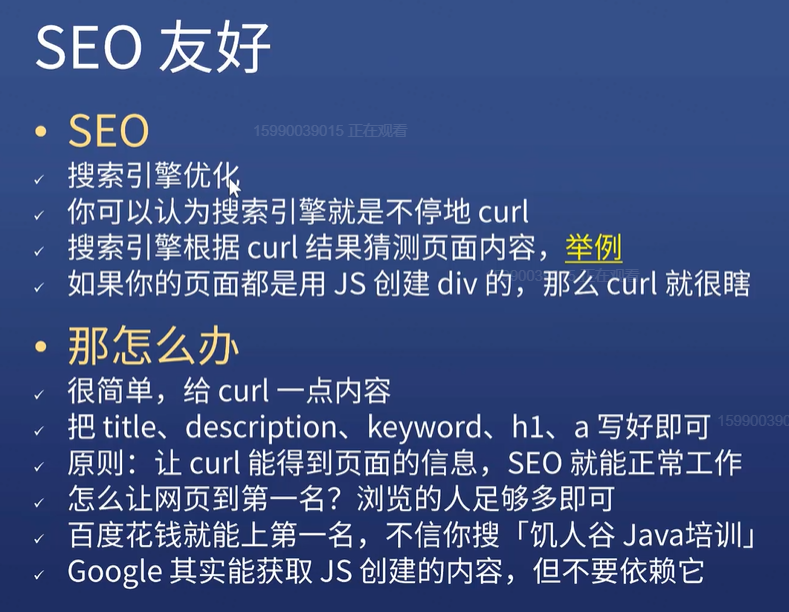 SEO 友好
• SEO
15990039015 正在观看
✓ 搜索引擎优化
✓ 你可以认为搜索引擎就是不停地 curl
✓ 搜索引擎根据 curl 结果猜测页面内容，举例
✓ 如果你的页面都是用 JS 创建 div 的，那么 curl 就很瞎
• 那怎么办
✓ 很简单，给 curl 一点内容
✓ 把 title、description、keyword、h1、a 写好即可
✓ 原则：让 curl 能得到页面的信息，SEO 就能正常工作
✓ 怎么让网页到第一名？浏览的人足够多即可
✓ 百度花钱就能上第一名，不信你搜「饥人谷 Java培训」
✓ Google 其实能获取 JS 创建的内容，但不要依赖它